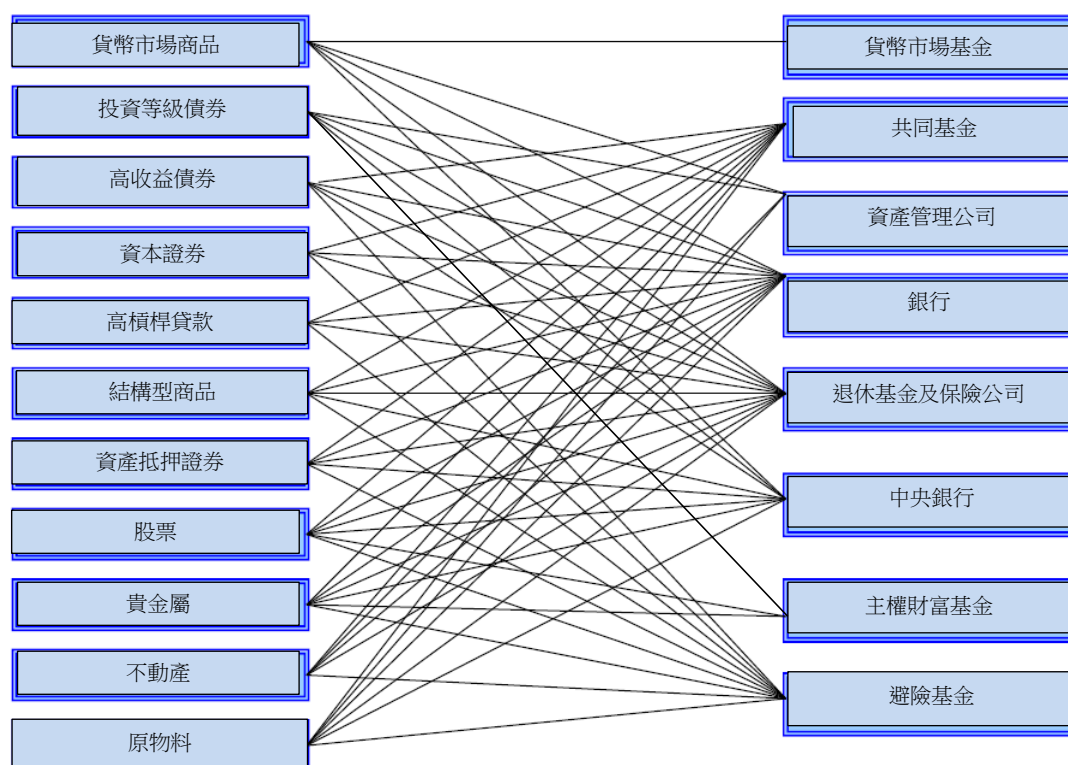 貨幣市場商品
投資等級債券
高收益債券
資本證券
高槓桿貸款
結構型商品
資產抵押證券
股票
貴金屬
不動產
原物料
貨幣市場基金
共同基金
資產管理公司
銀行
退休基金及保險公司
中央銀行
主權財富基金
避險基金